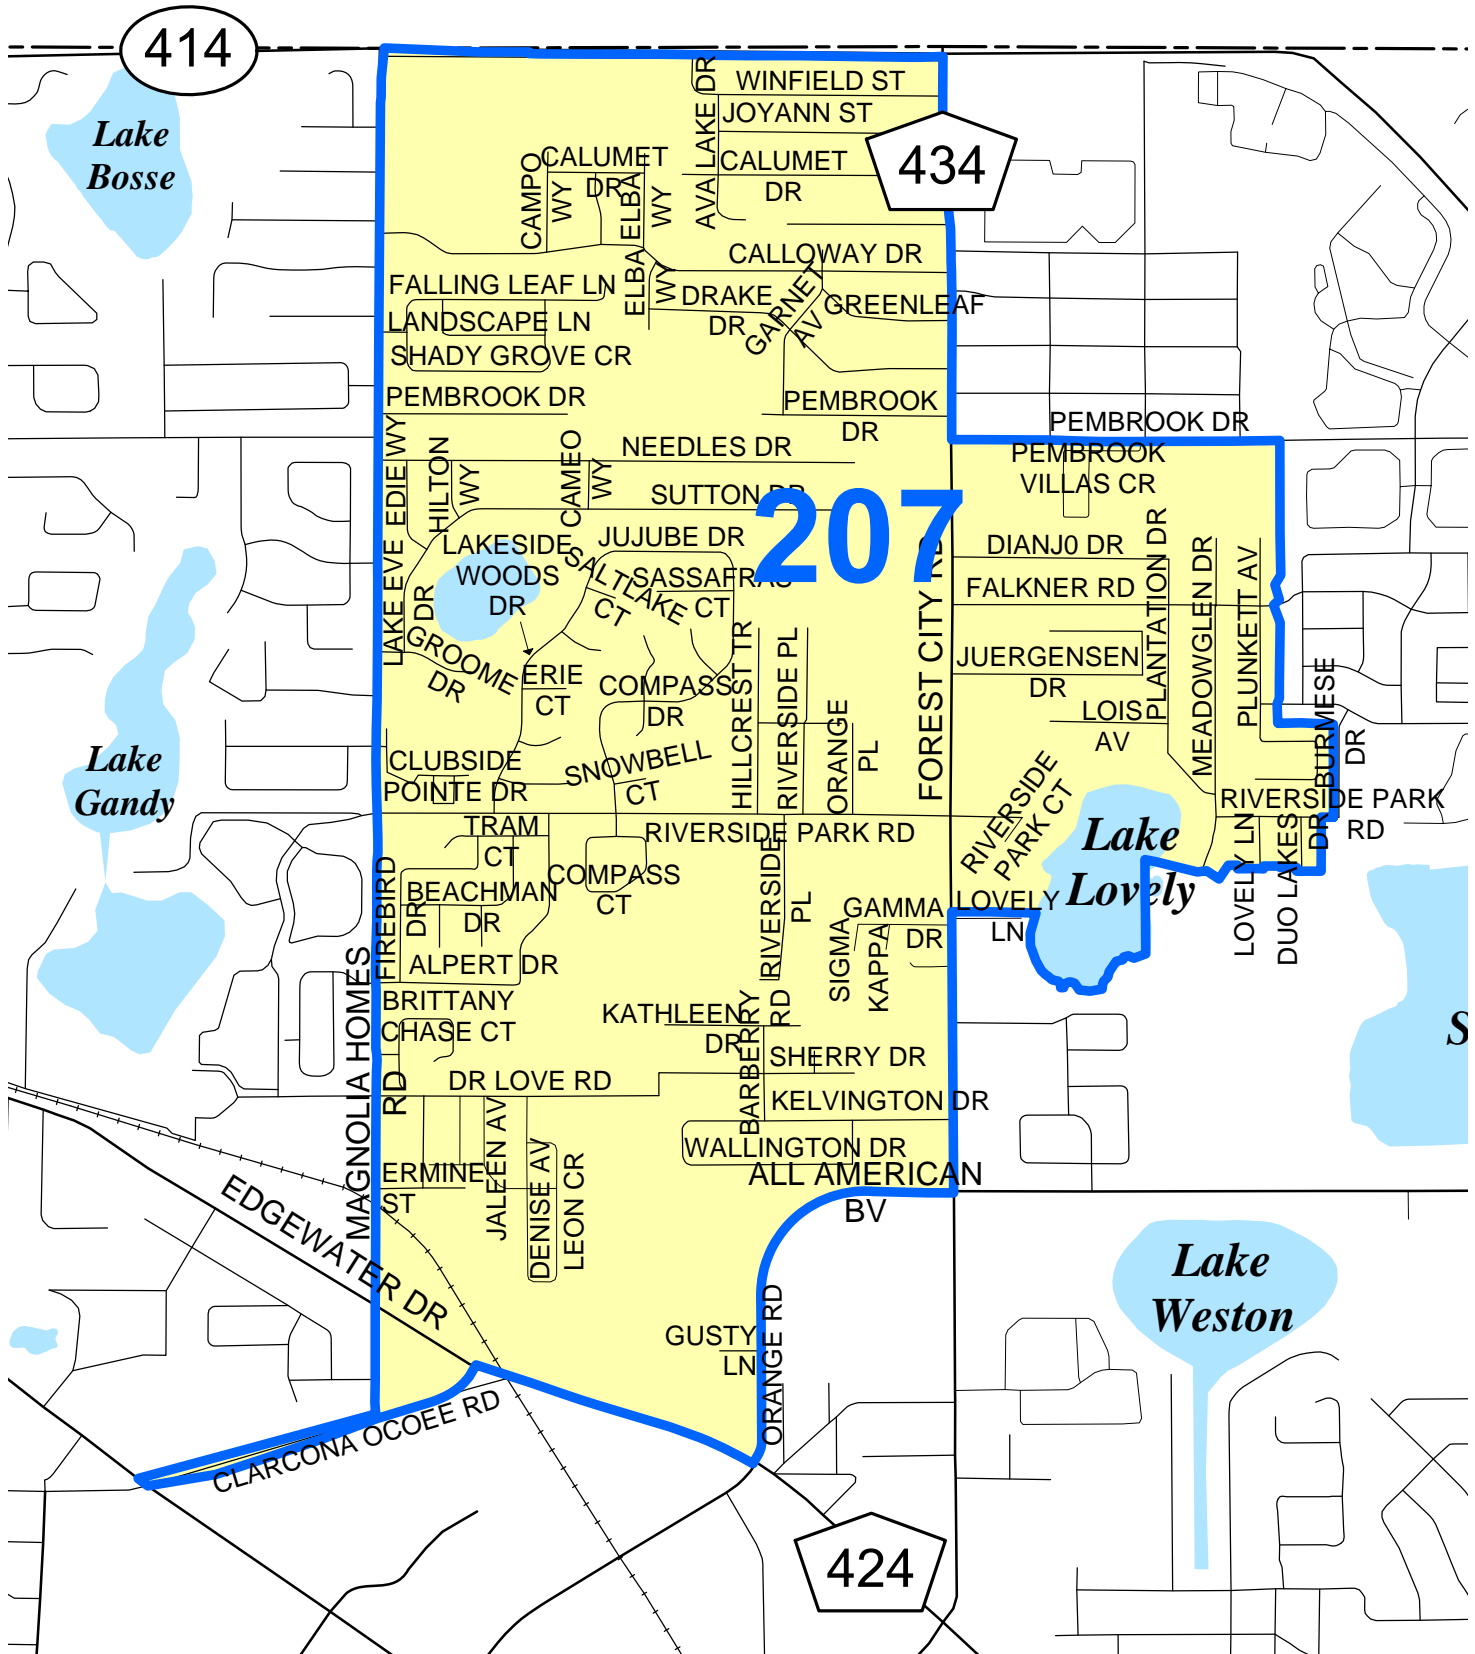 414
WINFIELD ST
JOYANN ST
AVA LAKE DR
434
Lake
Bosse
CALUMET
DR
CAMPO
WY
ELBA
WY
CALUMET
DR
CALLOWAY DR
ELBA
WY
FALLING LEAF LN
DRAKE
DR
GARNET
AV
GREENLEAF
LANDSCAPE LN
SHADY GROVE CR
PEMBROOK DR
PEMBROOK
DR
PEMBROOK DR
NEEDLES DR
PEMBROOK
VILLAS CR
LAKE EVE
DR
EDIE WY
HILTON
WY
CAMEO
WY
SUTTON DR
207
JUJUBE DR
LAKESIDE
WOODS
DR
SALTLAKE
CT
SASSAFRAS
CT
FOREST CITY RD
DIANJ0 DR
FALKNER RD
PLANTATION DR
MEADOWGLEN DR
PLUNKETT AV
GROOME
DR
ERIE
CT
COMPASS
DR
HILLCREST TR
RIVERSIDE PL
ORANGE
PL
JUERGENSEN
DR
LOIS
AV
BURMESE
DR
Lake
Gandy
CLUBSIDE
POINTE DR
SNOWBELL
CT
RIVERSIDE
PARK CT
RIVERSIDE PARK
RD
TRAM
CT
RIVERSIDE PARK RD
Lake
Lovely
LOVELY LN
DUO LAKES
DR
FIREBIRD
DR
BEACHMAN
DR
COMPASS
CT
RIVERSIDE
PL
GAMMA
DR
LOVELY
LN
SIGMA
KAPPA
ALPERT DR
BRITTANY
CHASE CT
KATHLEEN
DR
BARBERRY
RD
SHERRY DR
S
MAGNOLIA HOMES
RD
DR LOVE RD
KELVINGTON DR
WALLINGTON DR
ALL AMERICAN
BV
ERMINE
ST
JALEEN AV
DENISE AV
LEON CR
EDGEWATER DR
Lake
Weston
GUSTY
LN
ORANGE RD
CLARCONA OCOEE RD
424